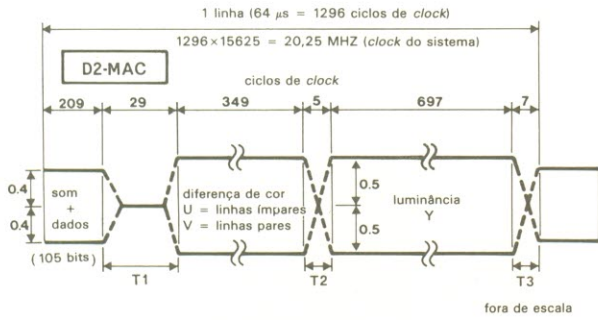 1 linha (64 μs = 1296 ciclos de clock)
1296×15625 = 20,25 MHZ (clock do sistema)
D2-MAC
ciclos de clock
209 29 349 5 697 7
0.4
0.4
som
+
dados
diferença de cor
U = linhas ímpares
V = linhas pares
0.5
0.5
luminância
Y
(105 bits)
T1 T2 T3
fora de escala